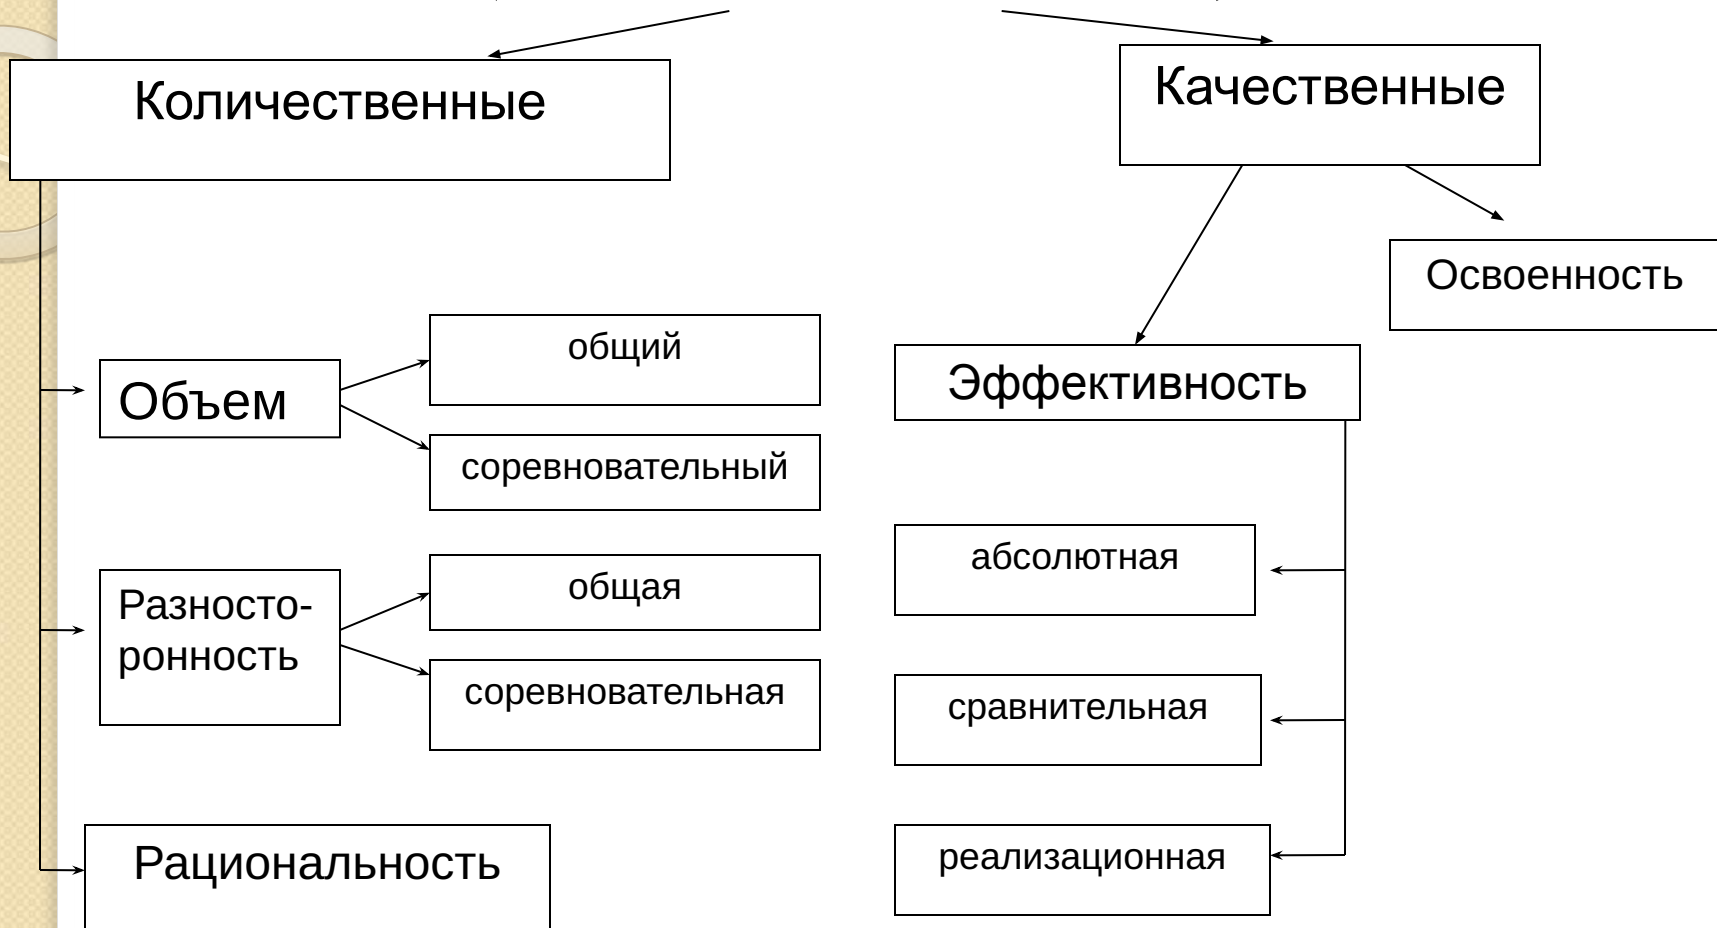 Количественные
Качественные
Освоенность
общий
Объем
соревновательный
Эффективность
общая
Разносто-
ронность
соревновательная
абсолютная
сравнительная
Рациональность
реализационная